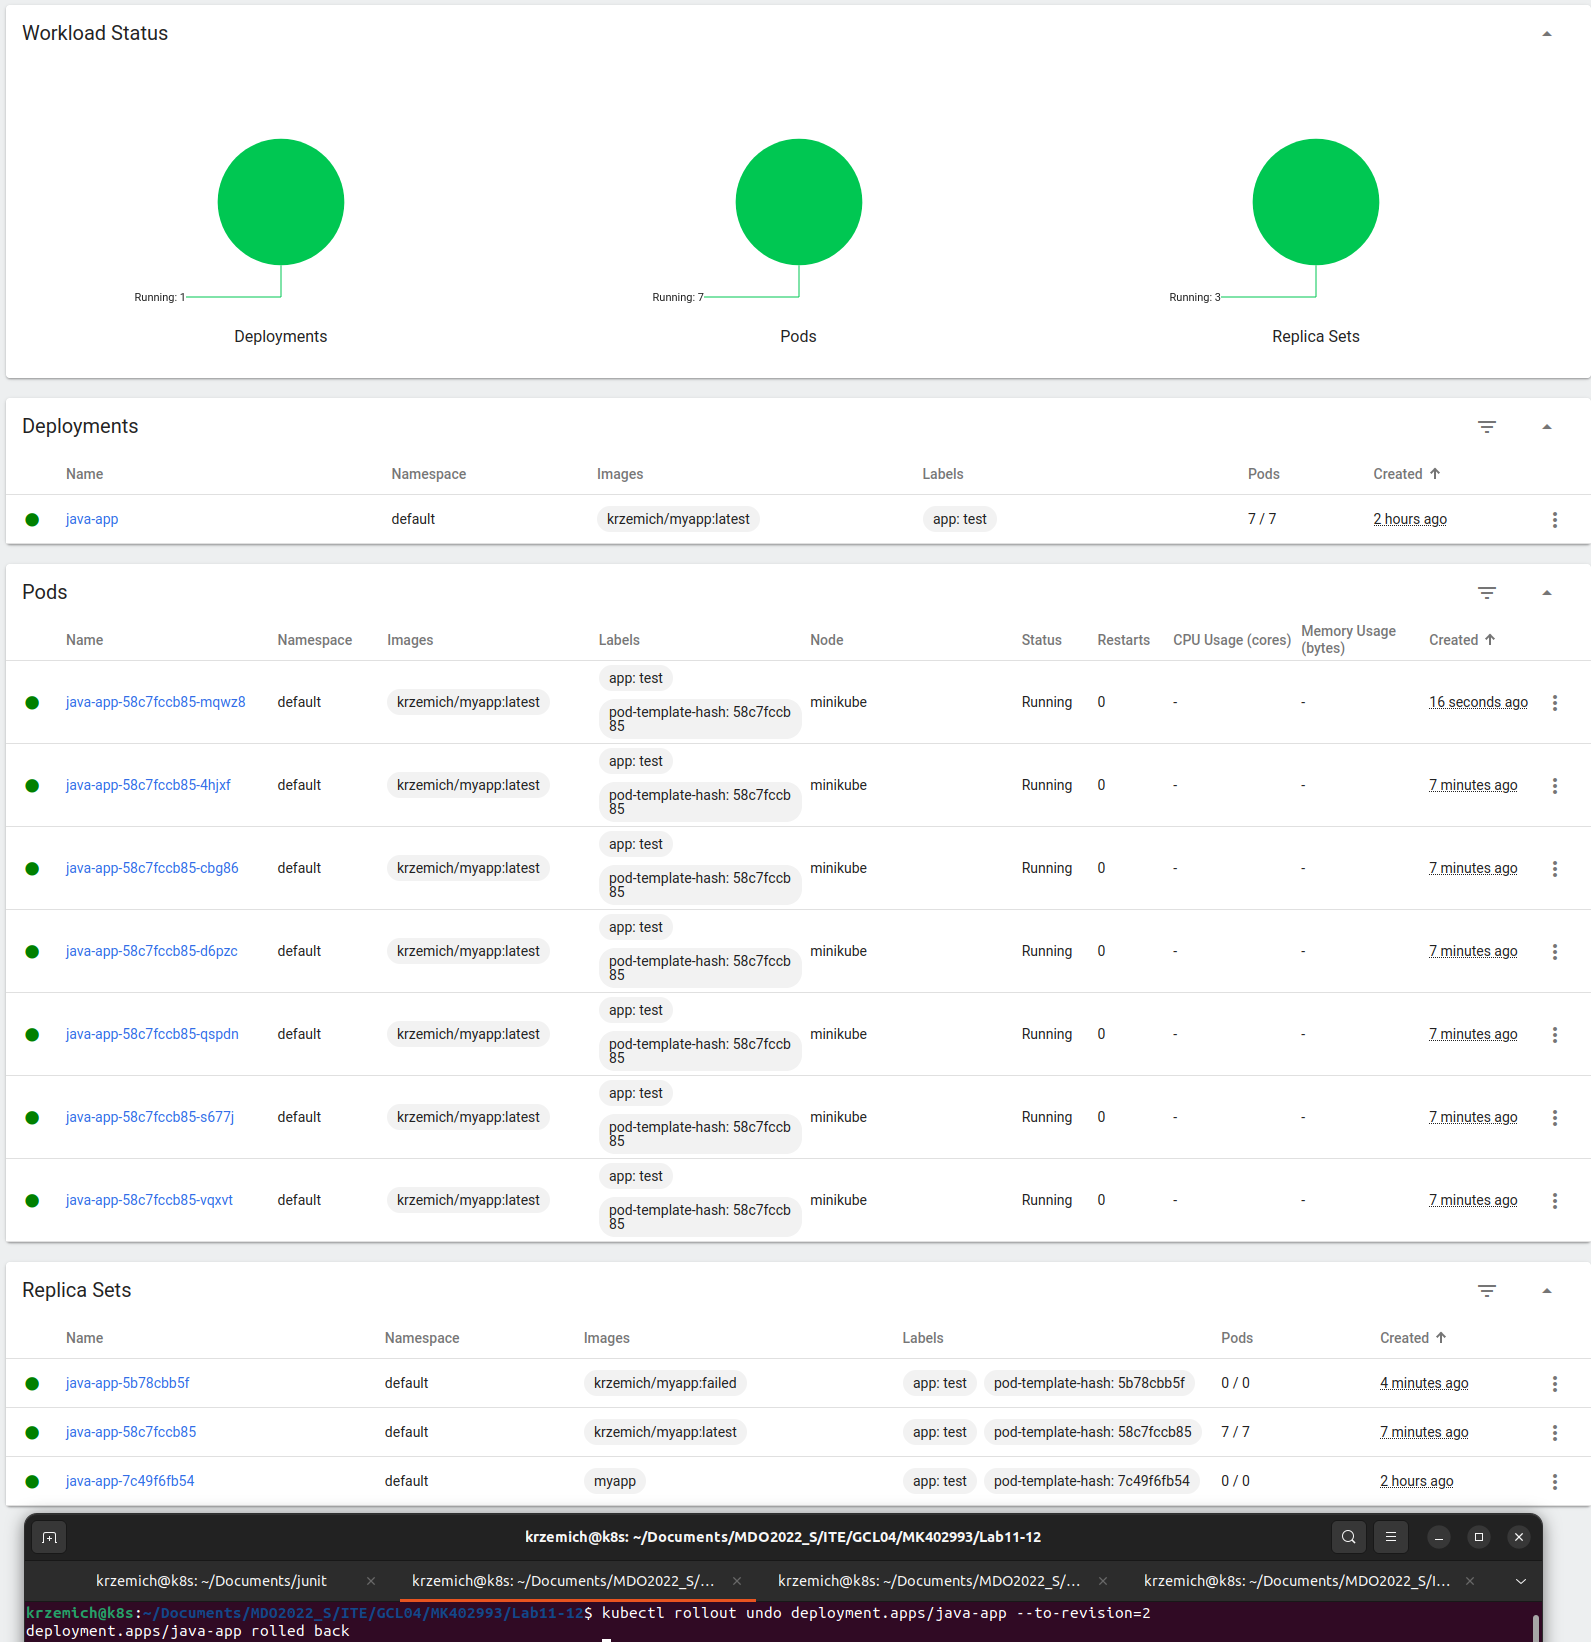 Workload Status
Running: 1
Running: 7
Running: 3
Deployments
Pods
Replica Sets
Deployments
Name Namespace Images Labels Pods Created
java-app default krzemich/myapp:latest app: test 7 / 7 2 hours ago
Pods
Name Namespace Images Labels Node Status Restarts CPU Usage (cores) Memory Usage (bytes) Created
java-app-58c7fccb85-mqwz8 default krzemich/myapp:latest app: test pod-template-hash: 58c7fccb85 minikube Running 0 - - 16 seconds ago
java-app-58c7fccb85-4hjxf default krzemich/myapp:latest app: test pod-template-hash: 58c7fccb85 minikube Running 0 - - 7 minutes ago
java-app-58c7fccb85-cbg86 default krzemich/myapp:latest app: test pod-template-hash: 58c7fccb85 minikube Running 0 - - 7 minutes ago
java-app-58c7fccb85-d6pzc default krzemich/myapp:latest app: test pod-template-hash: 58c7fccb85 minikube Running 0 - - 7 minutes ago
java-app-58c7fccb85-qspdn default krzemich/myapp:latest app: test pod-template-hash: 58c7fccb85 minikube Running 0 - - 7 minutes ago
java-app-58c7fccb85-s677j default krzemich/myapp:latest app: test pod-template-hash: 58c7fccb85 minikube Running 0 - - 7 minutes ago
java-app-58c7fccb85-vqxvt default krzemich/myapp:latest app: test pod-template-hash: 58c7fccb85 minikube Running 0 - - 7 minutes ago
Replica Sets
Name Namespace Images Labels Pods Created
java-app-5b78cbb5f default krzemich/myapp:failed app: test pod-template-hash: 5b78cbb5f 0 / 0 4 minutes ago
java-app-58c7fccb85 default krzemich/myapp:latest app: test pod-template-hash: 58c7fccb85 7 / 7 7 minutes ago
java-app-7c49f6fb54 default myapp app: test pod-template-hash: 7c49f6fb54 0 / 0 2 hours ago
krzemich@k8s: ~/Documents/MDO2022_S/ITE/GCL04/MK402993/Lab11-12
krzemich@k8s: ~/Documents/junit krzemich@k8s: ~/Documents/MDO2022_S/... krzemich@k8s: ~/Documents/MDO2022_S/... krzemich@k8s: ~/Documents/MDO2022_S/I...
krzemich@k8s:~/Documents/MDO2022_S/ITE/GCL04/MK402993/Lab11-12$ kubectl rollout undo deployment.apps/java-app --to-revision=2
deployment.apps/java-app rolled back